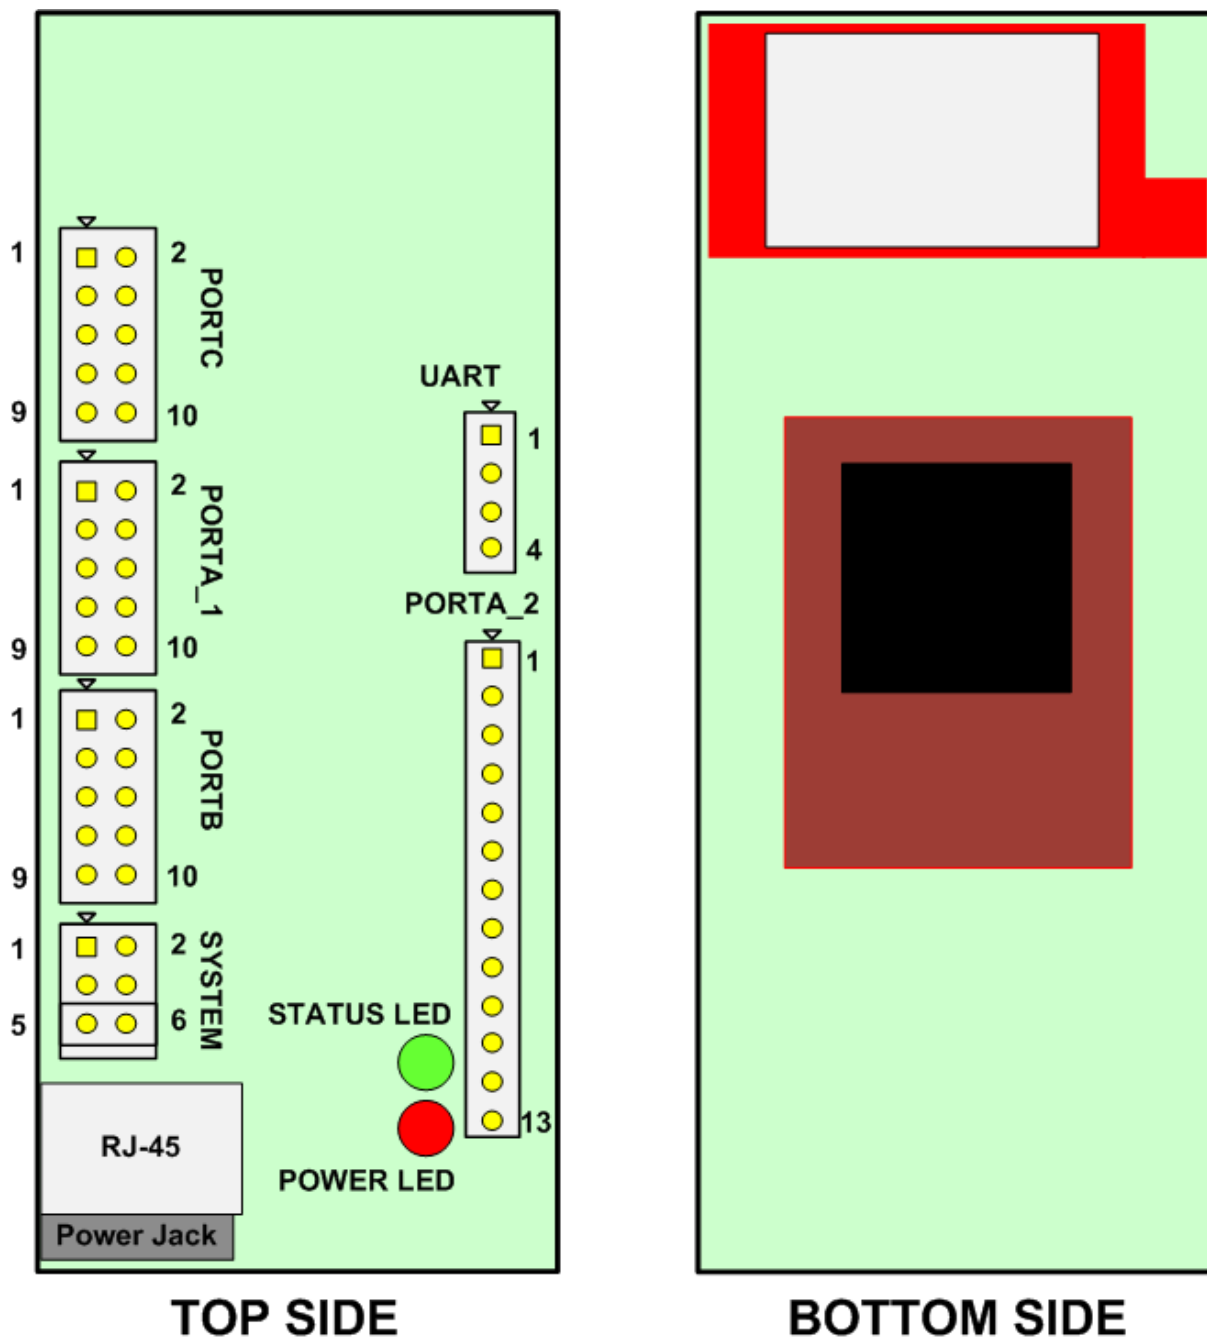 1 2
PORTC
9 10
UART
1
4
1 2
PORTA_1
9 10
PORTA_2
1
13
1 2
PORTB
9 10
1 2
SYSTEM
5 6
STATUS LED
POWER LED
RJ-45
Power Jack
TOP SIDE
BOTTOM SIDE